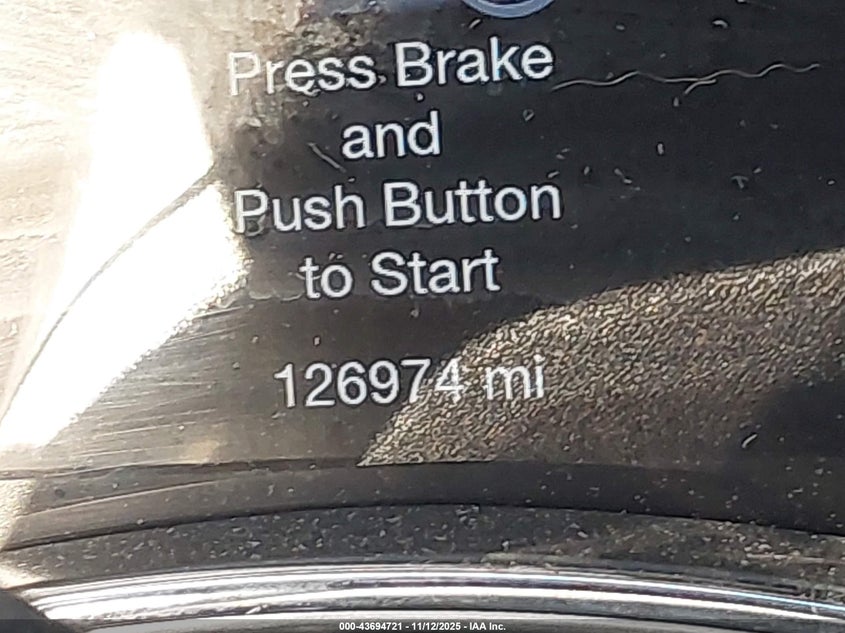 Press Brake
and
Push Button
to Start
126974 mi
000-43694721 - 11/12/2025 - IAA Inc.